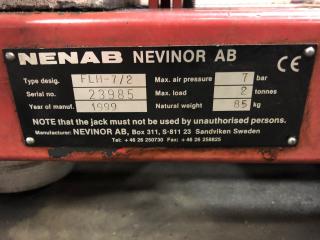 NENAB NEVINOR AB
Type desig. FLH-7/2 Max. air pressure 7 bar
Serial no. 23985 Max. load 2 tonnes
Year of manuf. 1999 Natural weight 85 kg
CE
NOTE that the jack must not be used by unauthorised persons.
Manufacturer: NEVINOR AB, Box 311, S-811 23 Sandviken Sweden
Tel: +46 26 250730 Fax: +46 26 258825